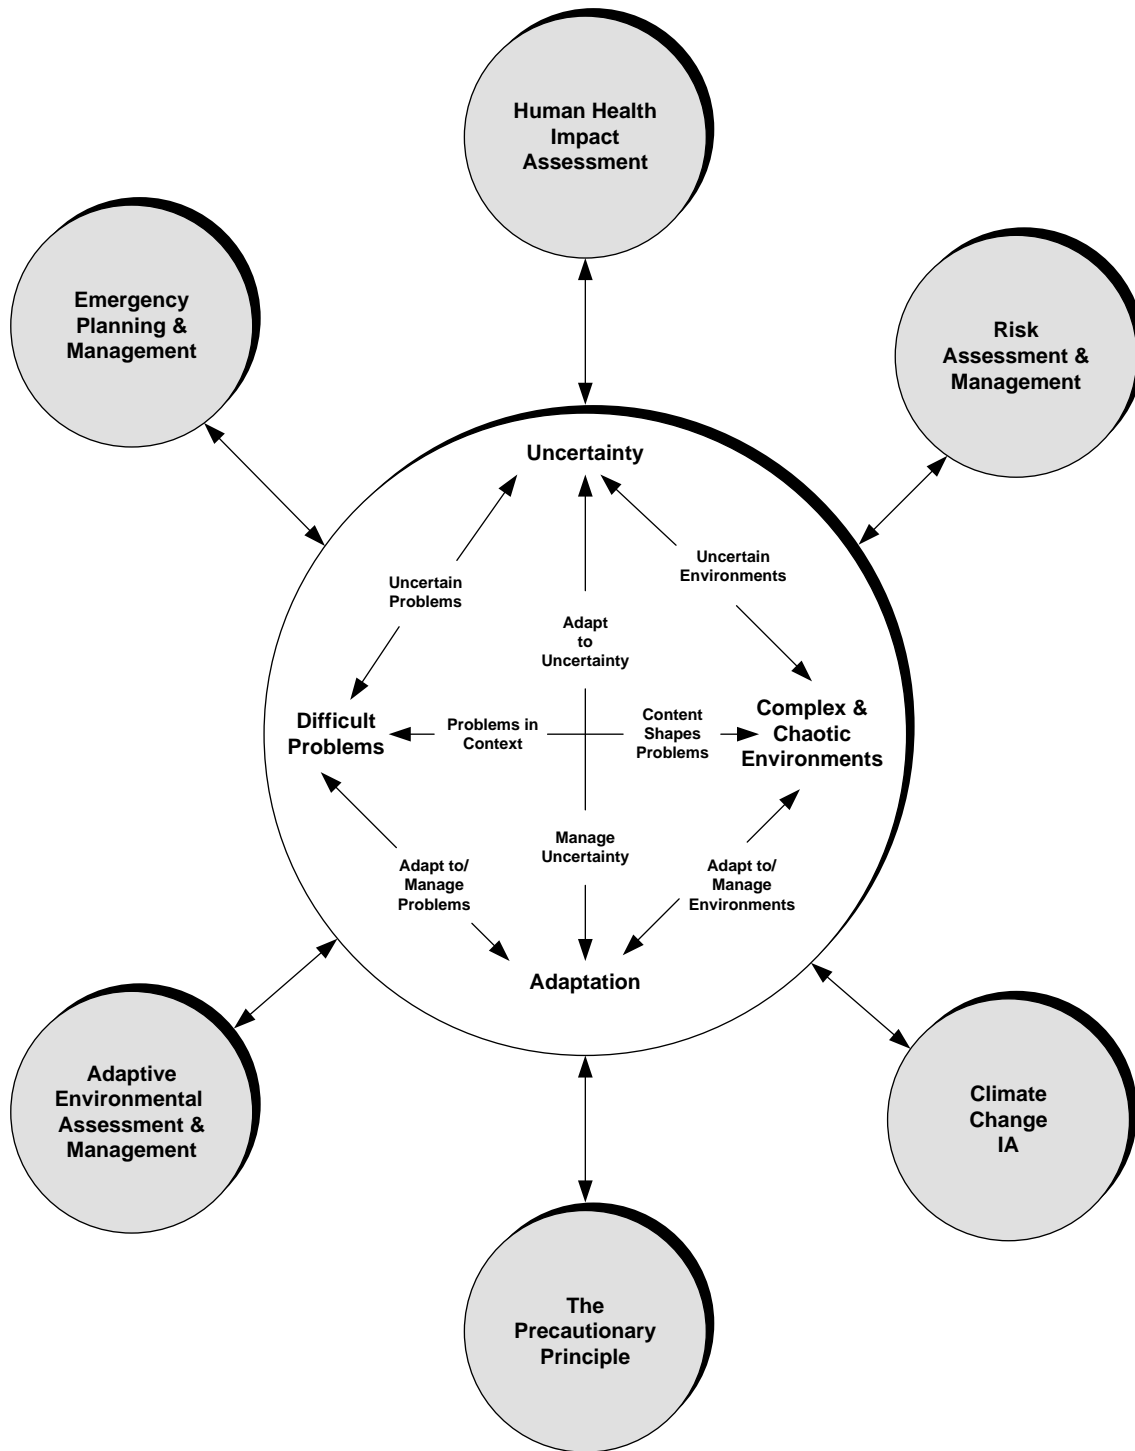 Human Health
Impact
Assessment
Emergency
Planning &
Management
Risk
Assessment &
Management
Uncertainty
Uncertain
Environments
Uncertain
Problems
Adapt
to
Uncertainty
Difficult
Problems
Problems in
Context
Content
Shapes
Problems
Complex &
Chaotic
Environments
Manage
Uncertainty
Adapt to/
Manage
Problems
Adapt to/
Manage
Environments
Adaptation
Adaptive
Environmental
Assessment &
Management
Climate
Change
IA
The
Precautionary
Principle